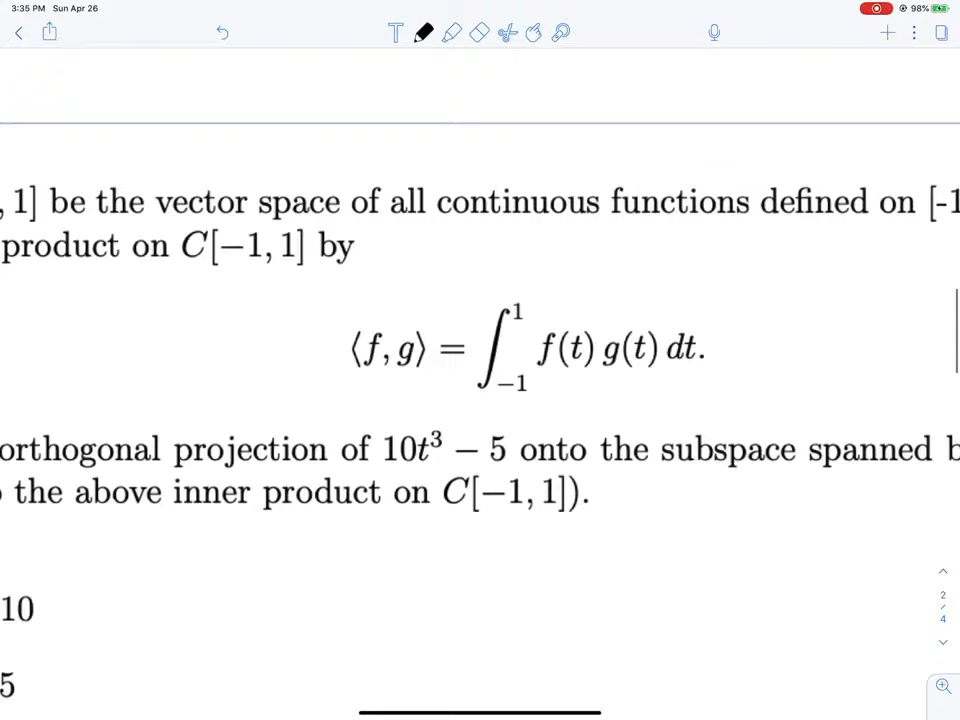 3:35 PM Sun Apr 26
98%
T
, 1] be the vector space of all continuous functions defined on [-1
product on C[−1, 1] by
⟨f, g⟩ = ∫₋₁¹ f(t) g(t) dt.
orthogonal projection of 10t³ − 5 onto the subspace spanned b
the above inner product on C[−1, 1]).
10
5
2
/
4